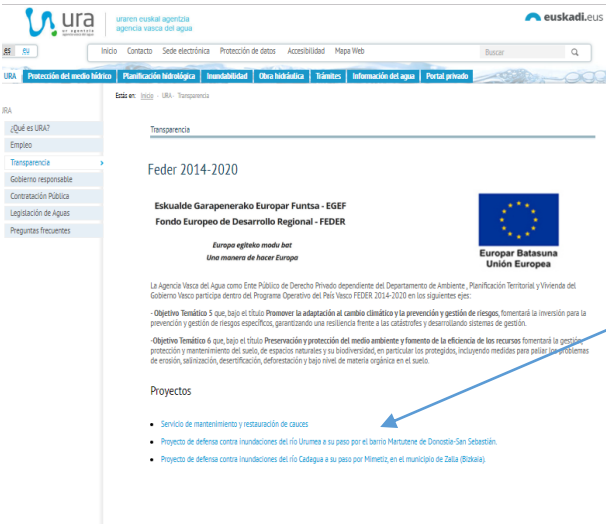 ura
ur agentzia
agencia vasca del agua
uraren euskal agentzia
agencia vasca del agua
euskadi.eus
es eu
Inicio Contacto Sede electrónica Protección de datos Accesibilidad Mapa Web
Buscar
URA Protección del medio hídrico Planificación hidrológica Inundabilidad Obra hidráulica Trámites Información del agua Portal privado
Estás en: Inicio - URA - Transparencia
URA
¿Qué es URA?
Empleo
Transparencia
Gobierno responsable
Contratación Pública
Legislación de Aguas
Preguntas frecuentes
Transparencia
Feder 2014-2020
Eskualde Garapenerako Europar Funtsa - EGEF
Fondo Europeo de Desarrollo Regional - FEDER
Europa egiteko modu bat
Una manera de hacer Europa
Europar Batasuna
Unión Europea
La Agencia Vasca del Agua como Ente Público de Derecho Privado dependiente del Departamento de Ambiente , Planificación Territorial y Vivienda del
Gobierno Vasco participa dentro del Programa Operativo del País Vasco FEDER 2014-2020 en los siguientes ejes:
- Objetivo Temático 5 que, bajo el título Promover la adaptación al cambio climático y la prevención y gestión de riesgos, fomentará la inversión para la
prevención y gestión de riesgos específicos, garantizando una resiliencia frente a las catástrofes y desarrollando sistemas de gestión.
-Objetivo Temático 6 que, bajo el título Preservación y protección del medio ambiente y fomento de la eficiencia de los recursos fomentará la gestión,
protección y mantenimiento del suelo, de espacios naturales y su biodiversidad, en particular los protegidos, incluyendo medidas para paliar los problemas
de erosión, salinización, desertificación, deforestación y bajo nivel de materia orgánica en el suelo.
Proyectos
• Servicio de mantenimiento y restauración de cauces
• Proyecto de defensa contra inundaciones del río Urumea a su paso por el barrio Martutene de Donostia-San Sebastián.
• Proyecto de defensa contra inundaciones del río Cadagua a su paso por Mimetiz, en el municipio de Zalla (Bizkaia).